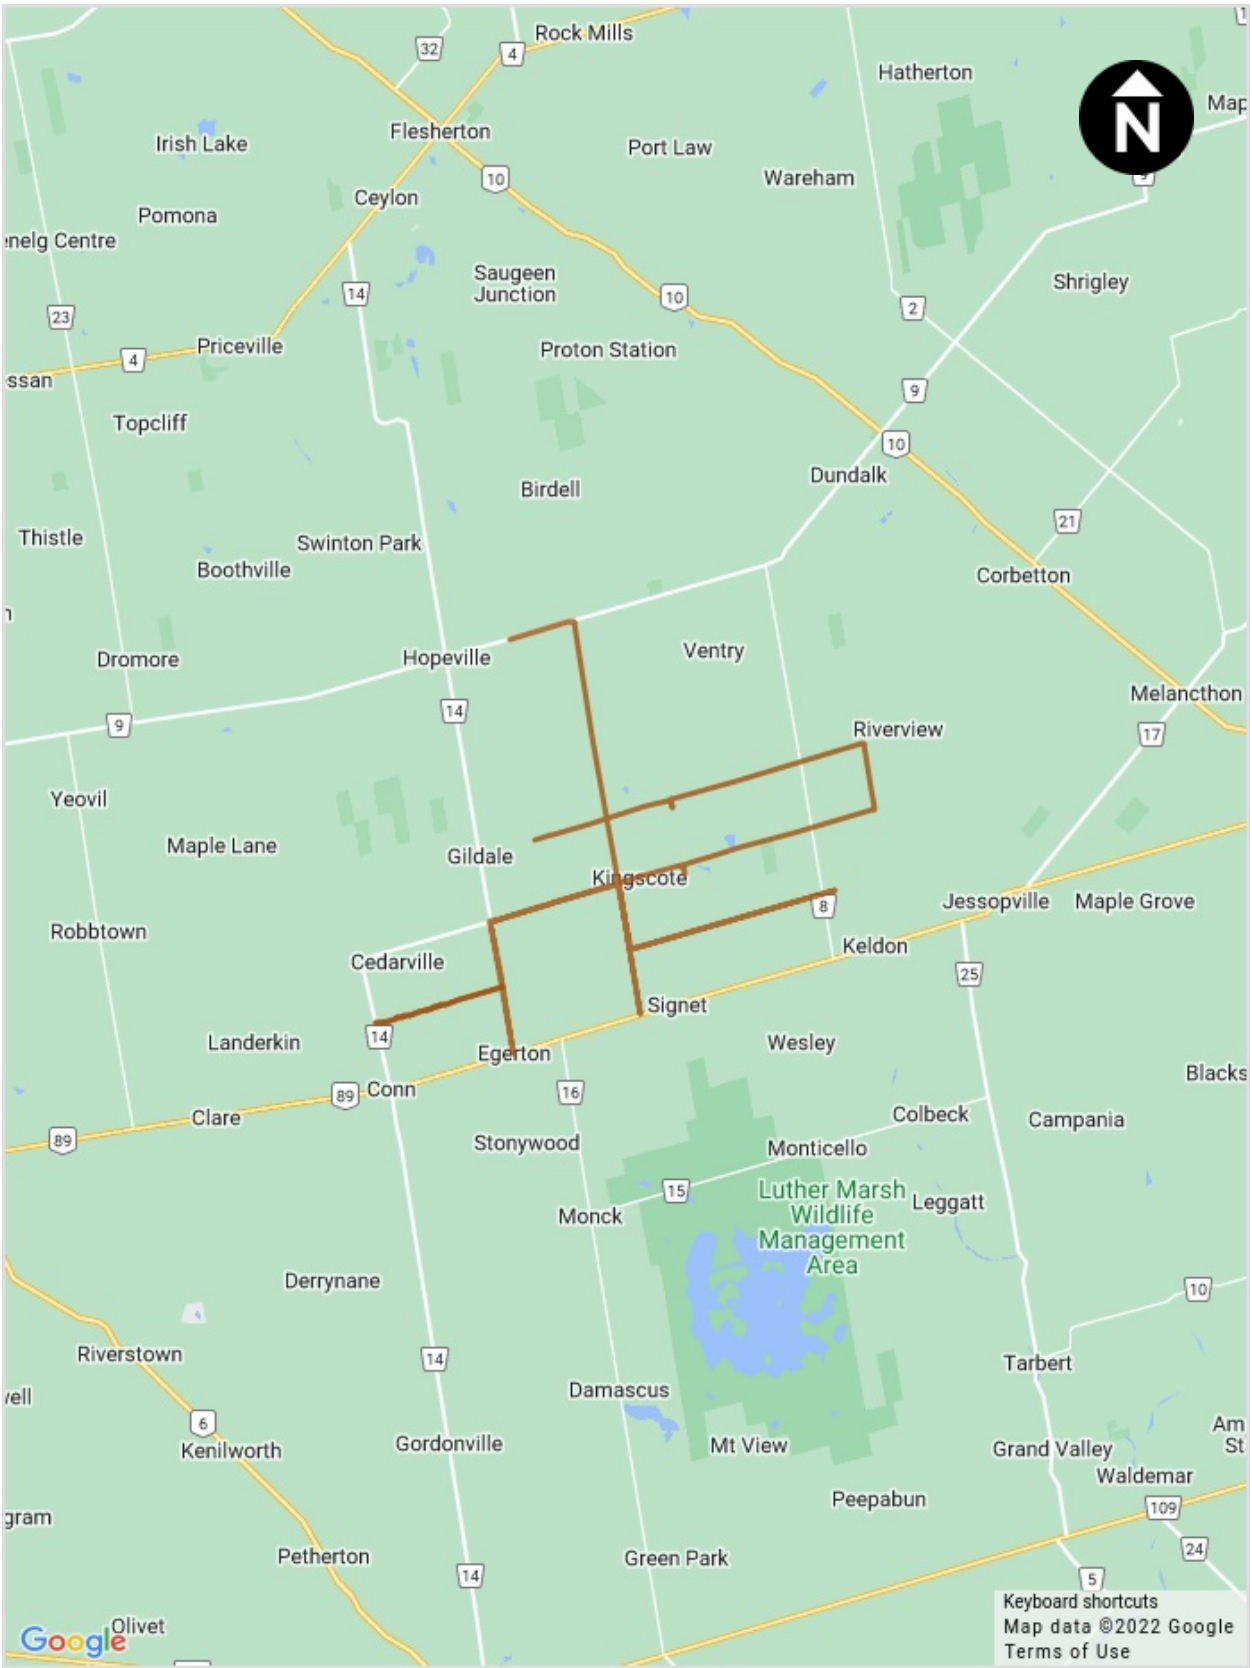 Rock Mills
32
4
Hatherton
N
Map
Flesherton
Irish Lake
Port Law
10
Wareham
9
Ceylon
Pomona
enelg Centre
Saugeen
Junction
Shrigley
14
10
2
23
Priceville
4
Proton Station
ssan
9
Topcliff
10
Dundalk
Birdell
21
Thistle
Swinton Park
Boothville
Corbetton
Hopeville
Ventry
Dromore
Melancthon
14
9
Riverview
17
Yeovil
Maple Lane
Gildale
Kingscote
8
Jessopville
Maple Grove
Robbtown
Keldon
Cedarville
25
Signet
14
Landerkin
Egerton
Wesley
Blacks
89
Conn
16
Clare
Colbeck
Campania
89
Stonywood
Monticello
15
Luther Marsh
Wildlife
Management
Area
Leggatt
Monck
Derrynane
10
Riverstown
14
Tarbert
vell
Damascus
6
Kenilworth
Gordonville
Mt View
Grand Valley
Am
St
Waldemar
Peepabun
109
gram
24
Petherton
Green Park
14
5
Keyboard shortcuts
Map data ©2022 Google
Terms of Use
Olivet
Google